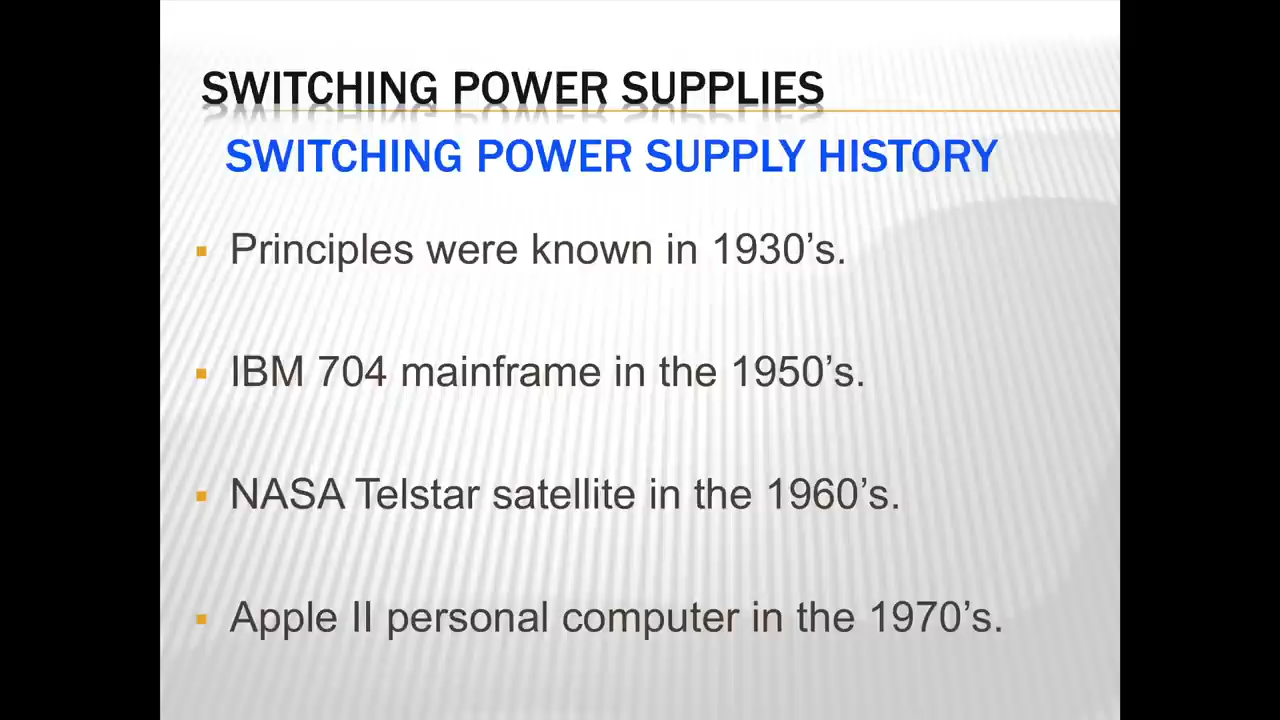 SWITCHING POWER SUPPLIES
SWITCHING POWER SUPPLY HISTORY
▪ Principles were known in 1930’s.
▪ IBM 704 mainframe in the 1950’s.
▪ NASA Telstar satellite in the 1960’s.
▪ Apple II personal computer in the 1970’s.